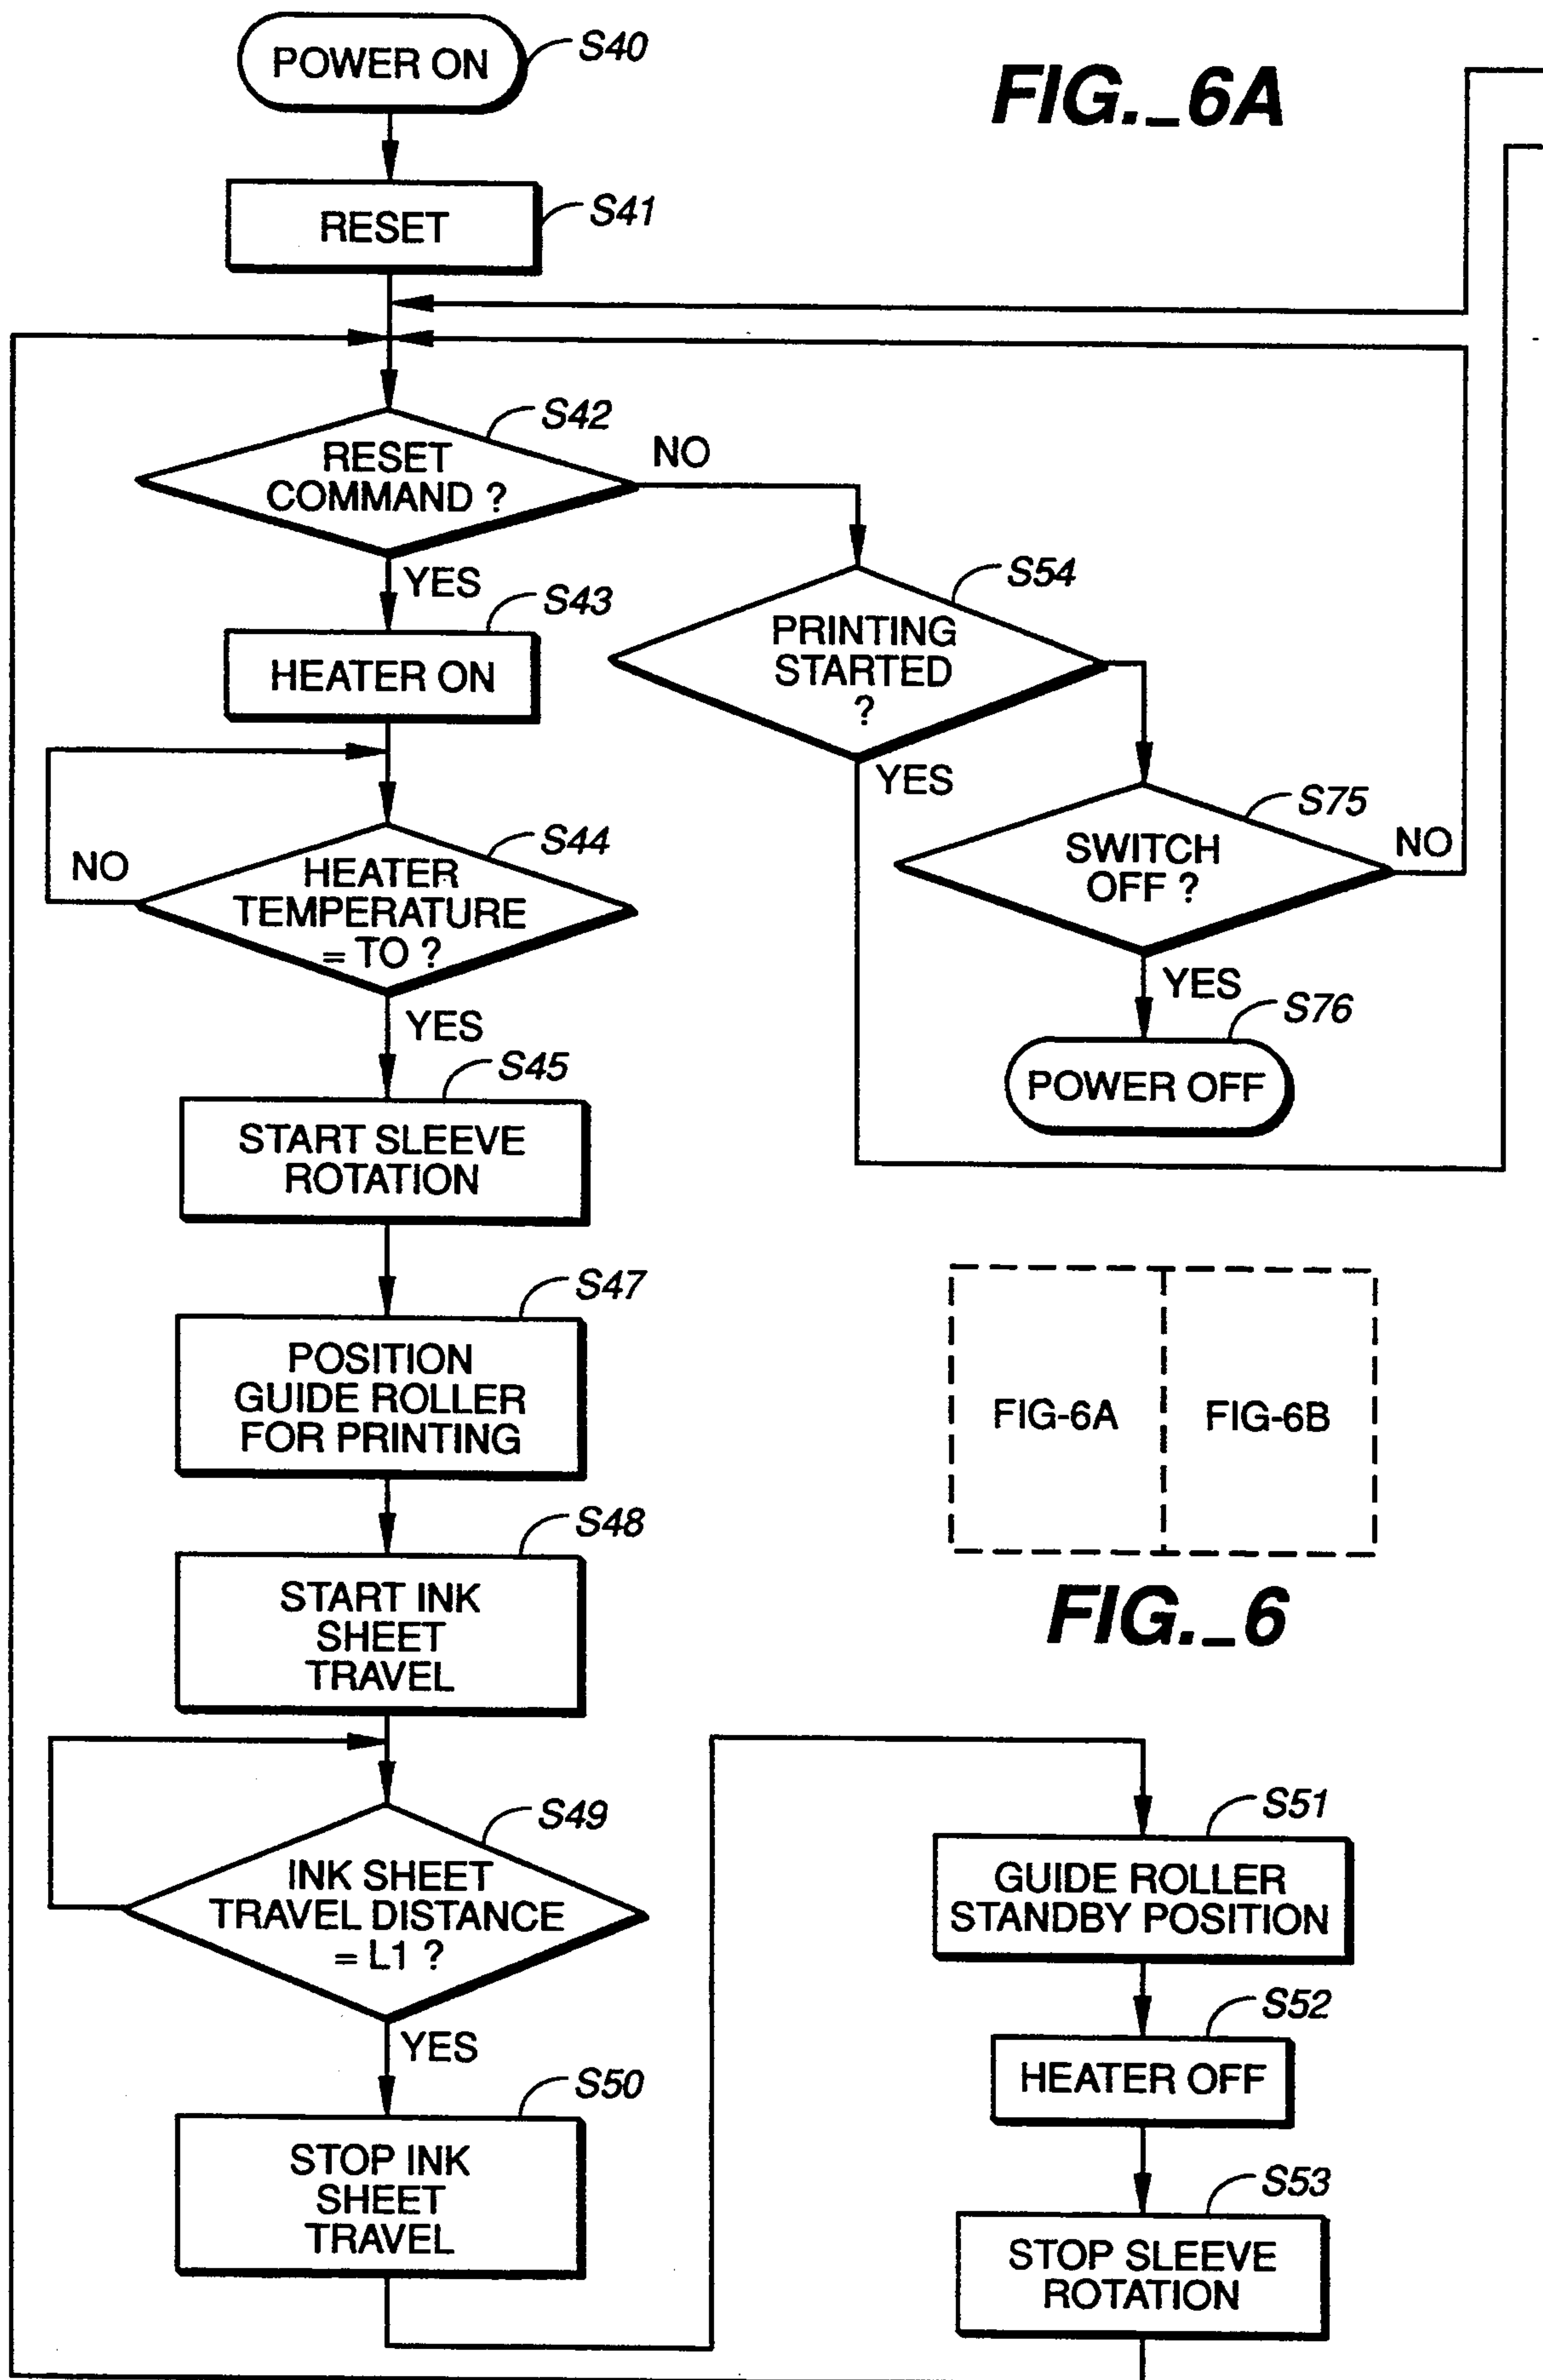 POWER ON
S40
FIG._6A
RESET
S41
S42
RESET
COMMAND ?
NO
YES
S43
HEATER ON
S54
PRINTING
STARTED
?
YES
S44
NO
HEATER
TEMPERATURE
= TO ?
YES
S75
SWITCH
OFF ?
NO
YES
S76
POWER OFF
S45
START SLEEVE
ROTATION
S47
POSITION
GUIDE ROLLER
FOR PRINTING
FIG-6A
FIG-6B
FIG._6
S48
START INK
SHEET
TRAVEL
S49
INK SHEET
TRAVEL DISTANCE
= L1 ?
YES
S50
STOP INK
SHEET
TRAVEL
S51
GUIDE ROLLER
STANDBY POSITION
S52
HEATER OFF
S53
STOP SLEEVE
ROTATION